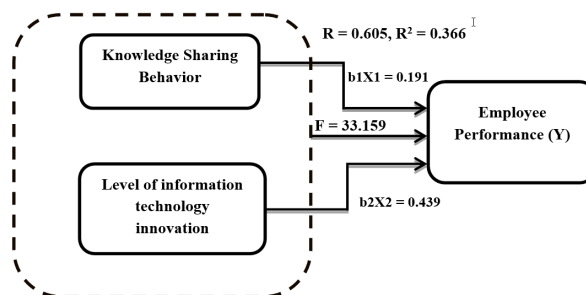 R = 0.605, R² = 0.366
Knowledge Sharing
Behavior
b1X1 = 0.191
Employee
Performance (Y)
F = 33.159
Level of information
technology
innovation
b2X2 = 0.439